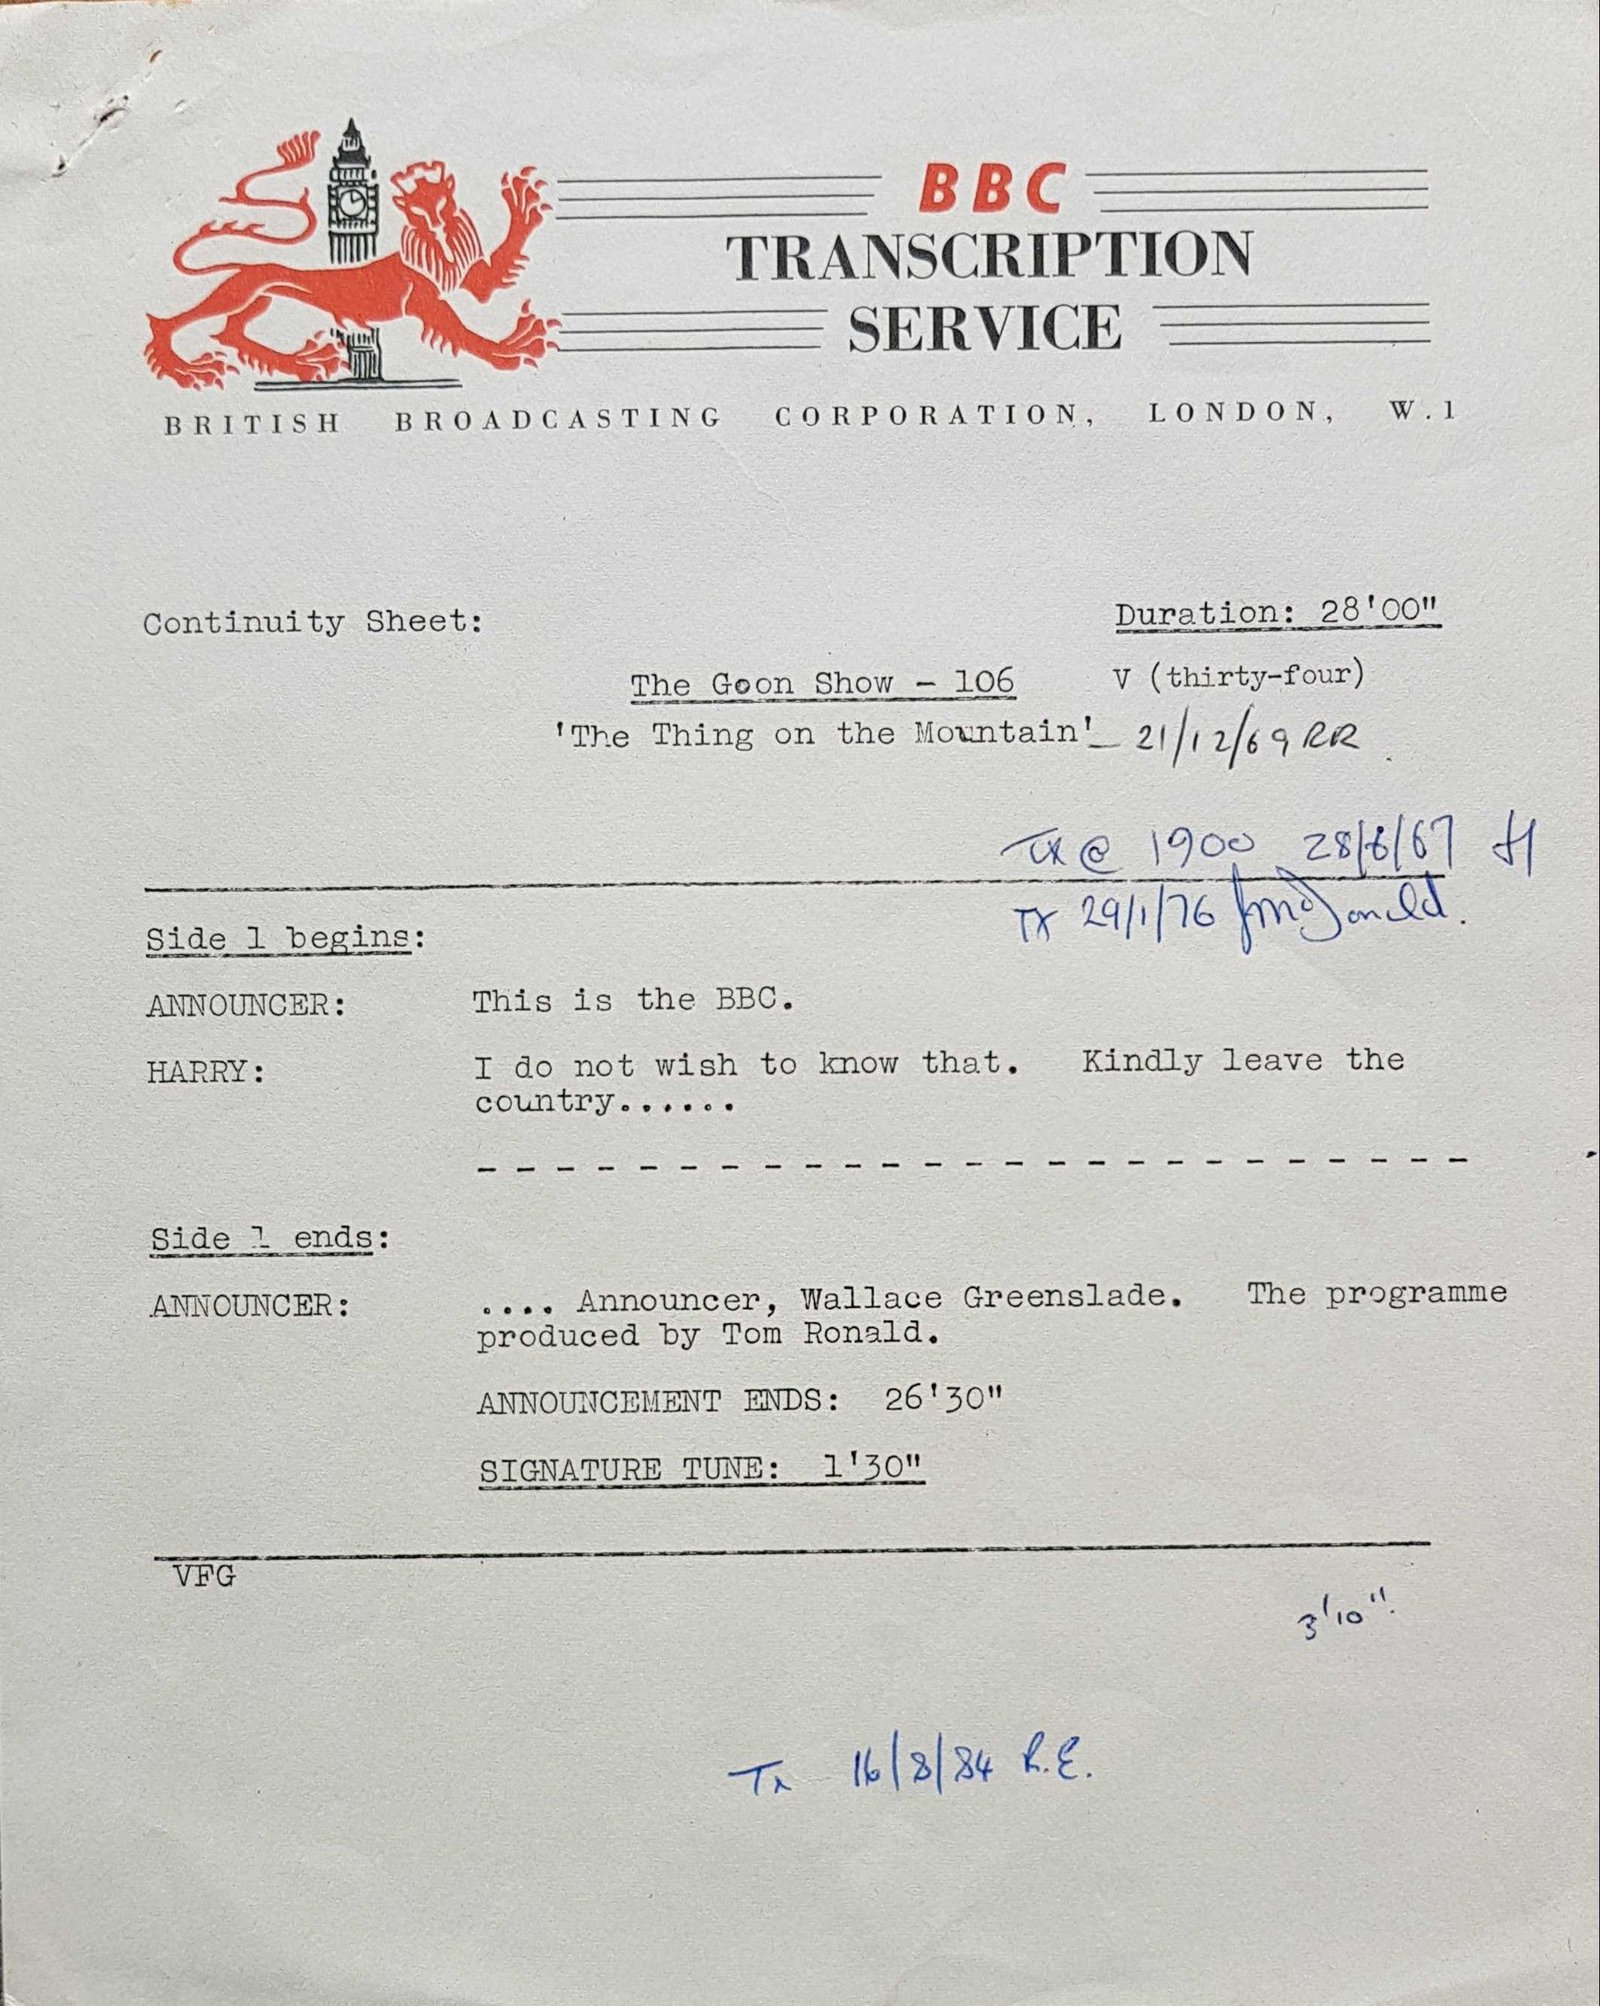 BBC
TRANSCRIPTION
SERVICE
BRITISH BROADCASTING CORPORATION, LONDON, W.1
Continuity Sheet:
Duration: 28'00"
The Goon Show - 106
V (thirty-four)
'The Thing on the Mountain' 21/12/69 RR
Tx @ 1900 28/6/67
TX 29/1/76 JMcDonald.
Side 1 begins:
ANNOUNCER: This is the BBC.
HARRY: I do not wish to know that. Kindly leave the
country......
- - - - - - - - - - - - - - - - - - - - - - - - -
Side 1 ends:
ANNOUNCER: .... Announcer, Wallace Greenslade. The programme
produced by Tom Ronald.
ANNOUNCEMENT ENDS: 26'30"
SIGNATURE TUNE: 1'30"
VFG
3'10".
Tx 16/8/84 R.E.